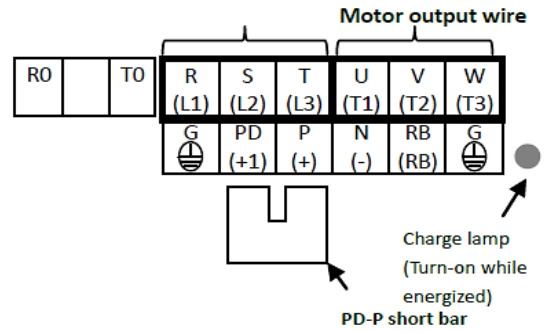 Motor output wire
R0 T0 R S T U V W
(L1) (L2) (L3) (T1) (T2) (T3)
G PD P N RB G
(+1) (+) (-) (RB)
Charge lamp
(Turn-on while
energized)
PD-P short bar